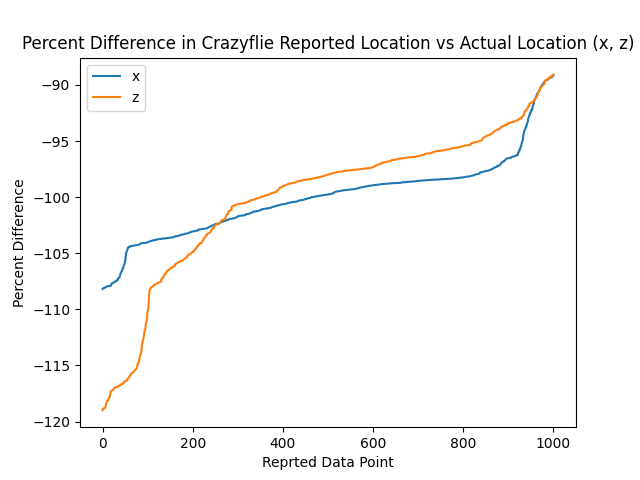 Percent Difference in Crazyflie Reported Location vs Actual Location (x, z)
x
z
Percent Difference
−90
−95
−100
−105
−110
−115
−120
0 200 400 600 800 1000
Reprted Data Point